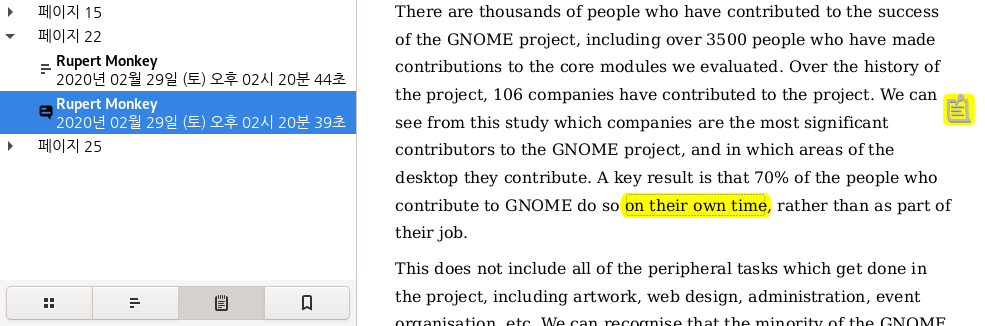 페이지 15
페이지 22
Rupert Monkey
2020년 02월 29일 (토) 오후 02시 20분 44초
Rupert Monkey
2020년 02월 29일 (토) 오후 02시 20분 39초
페이지 25
There are thousands of people who have contributed to the success
of the GNOME project, including over 3500 people who have made
contributions to the core modules we evaluated. Over the history of
the project, 106 companies have contributed to the project. We can
see from this study which companies are the most significant
contributors to the GNOME project, and in which areas of the
desktop they contribute. A key result is that 70% of the people who
contribute to GNOME do so on their own time, rather than as part of
their job.
This does not include all of the peripheral tasks which get done in
the project, including artwork, web design, administration, event
organisation, etc. We can recognise that the minority of the GNOME